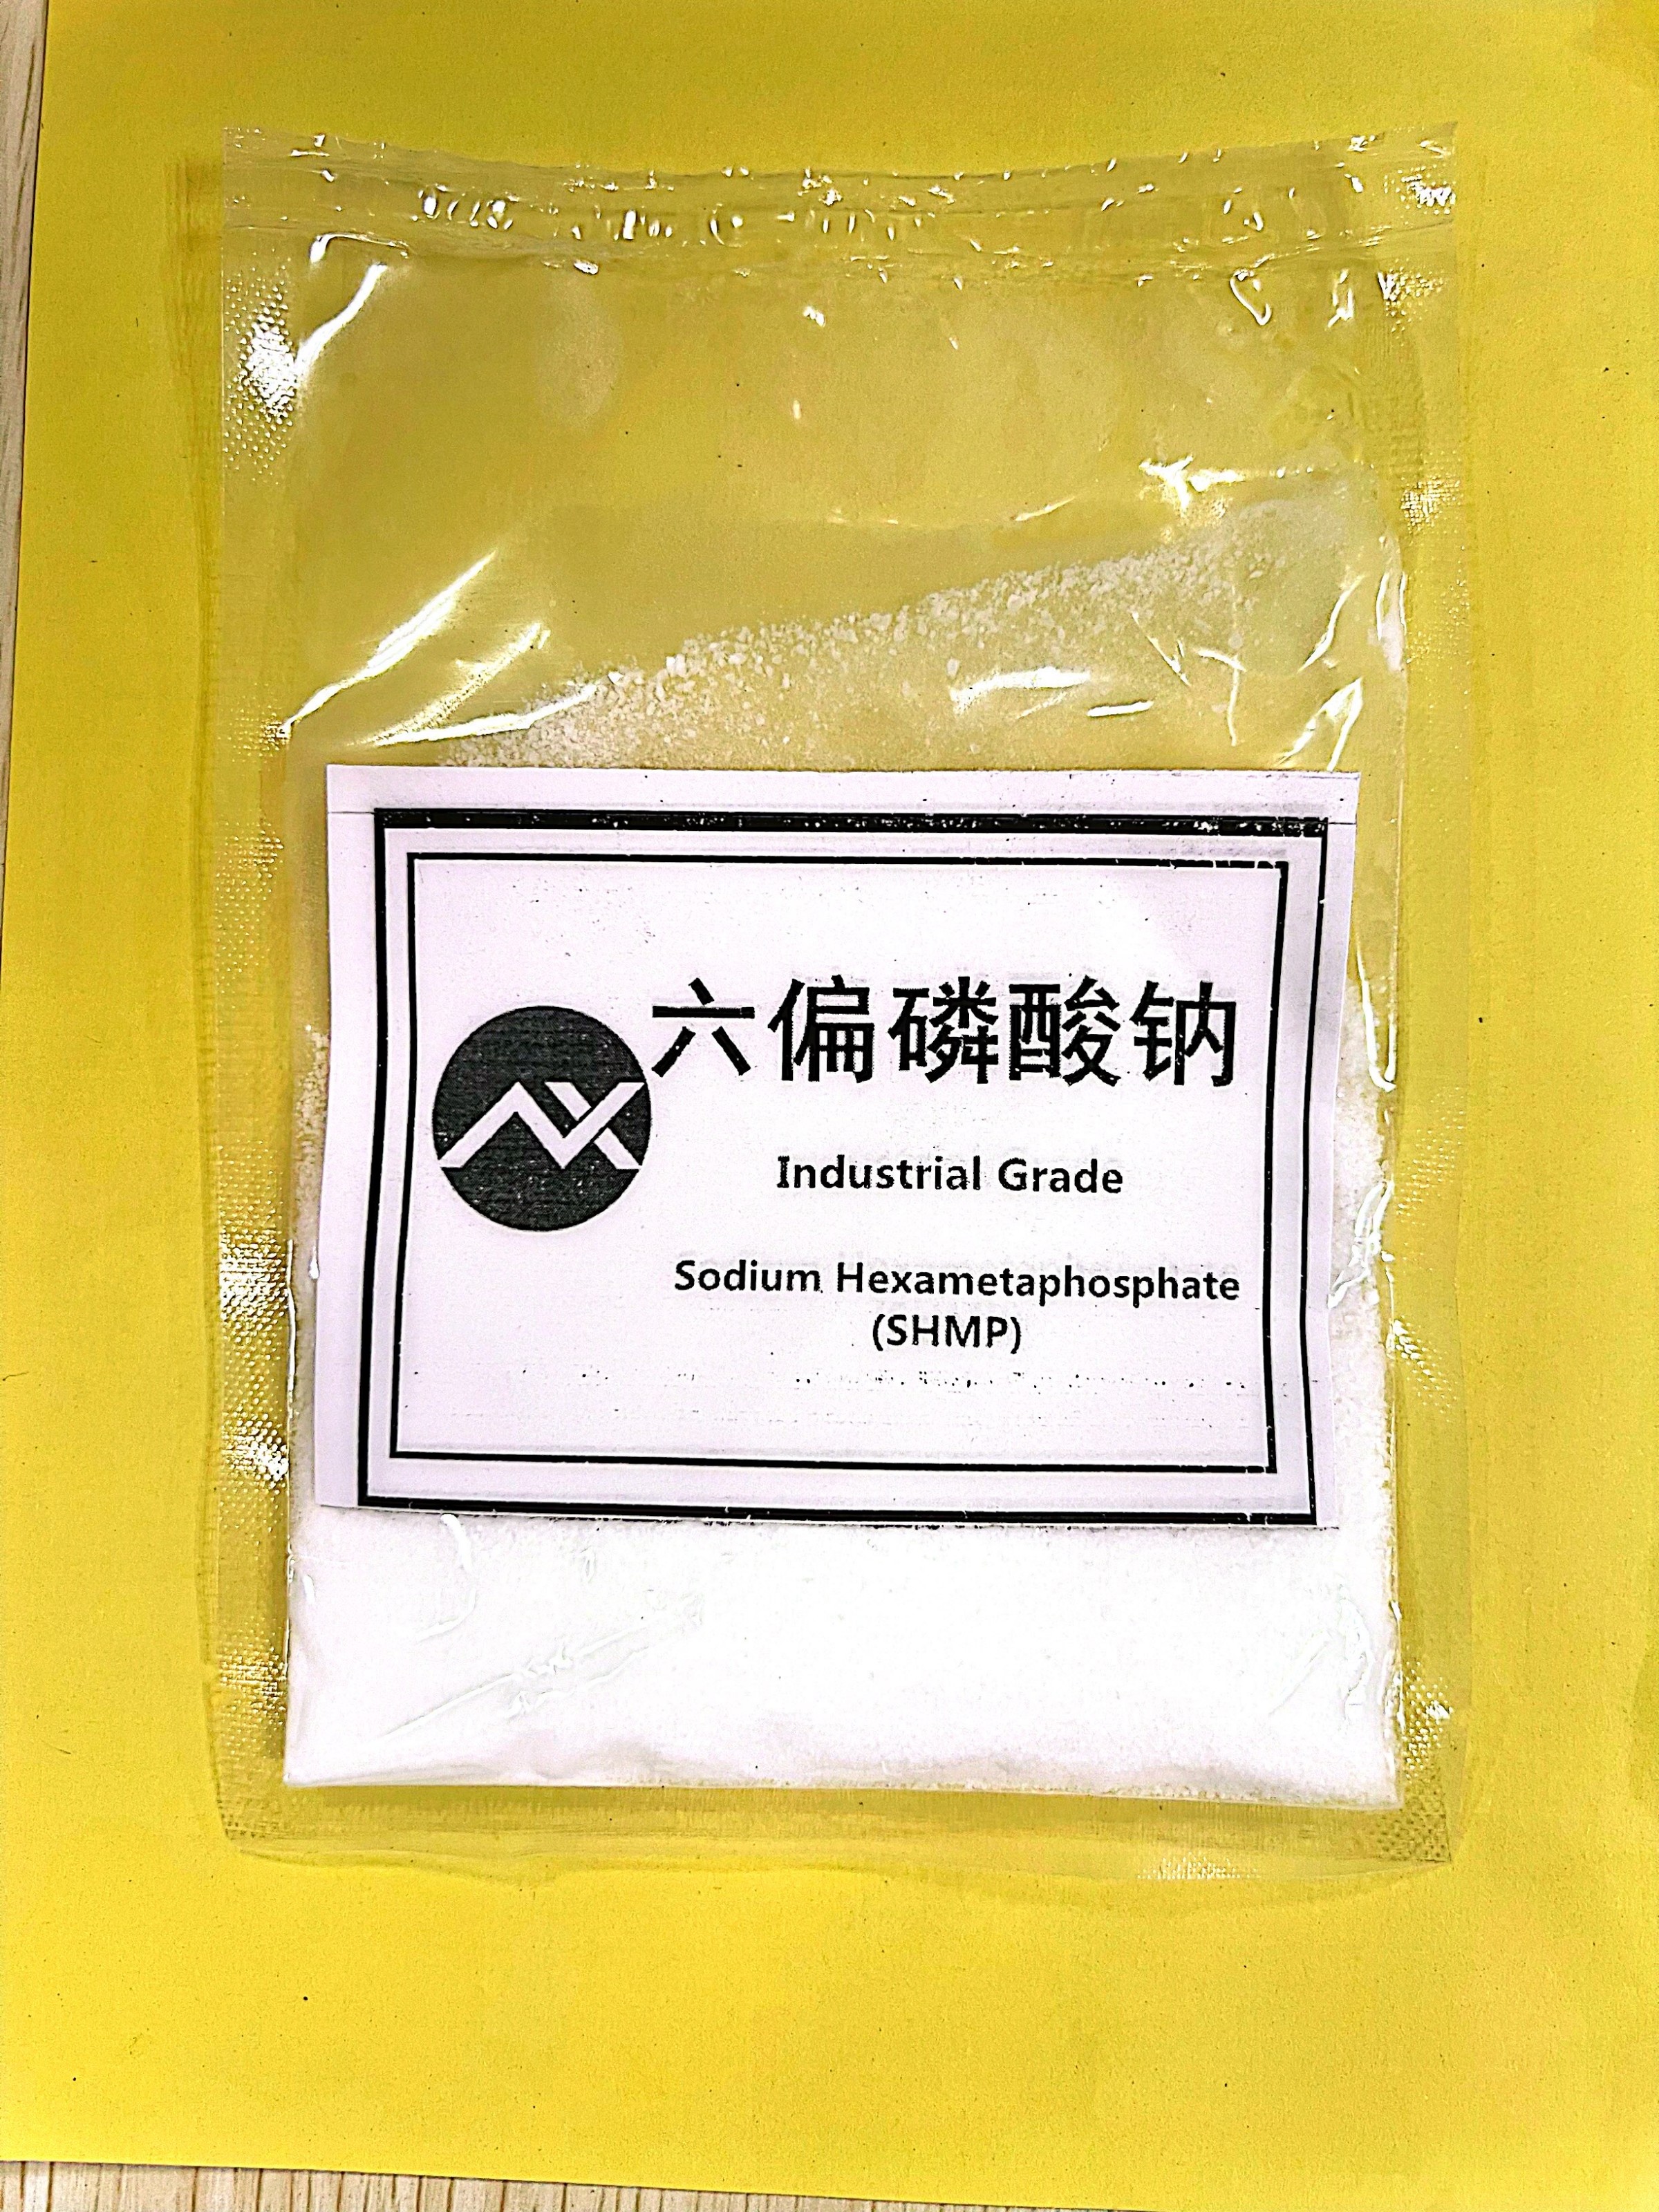 六偏磷酸钠
Industrial Grade
Sodium Hexametaphosphate
(SHMP)